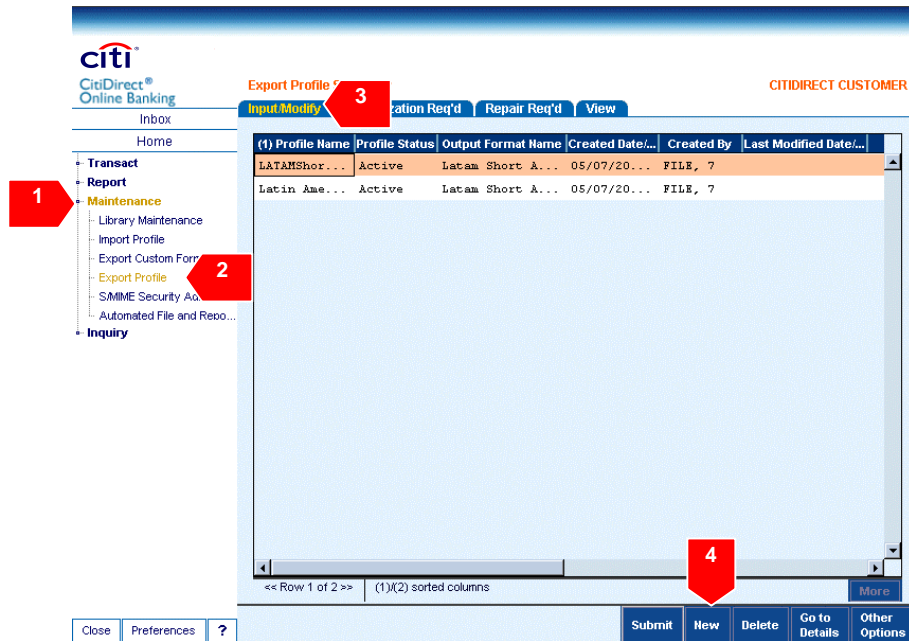 citi
CitiDirect®
Online Banking
Inbox
Home
Transact
Report
1
Maintenance
Library Maintenance
Import Profile
Export Custom
2
Export Profile
S/MIME Security
Automated File and Repo...
Inquiry
Close Preferences ?
Export Profile
CITIDIRECT CUSTOMER
3
Input/Modify Req'd Repair Req'd View
(1) Profile Name Profile Status Output Format Name Created Date/... Created By Last Modified Date/...
LATAMShor... Active Latam Short A... 05/07/20... FILE, 7
Latin Ame... Active Latam Short A... 05/07/20... FILE, 7
4
<< Row 1 of 2 >> (1)/(2) sorted columns More
Submit New Delete Go to Details Other Options